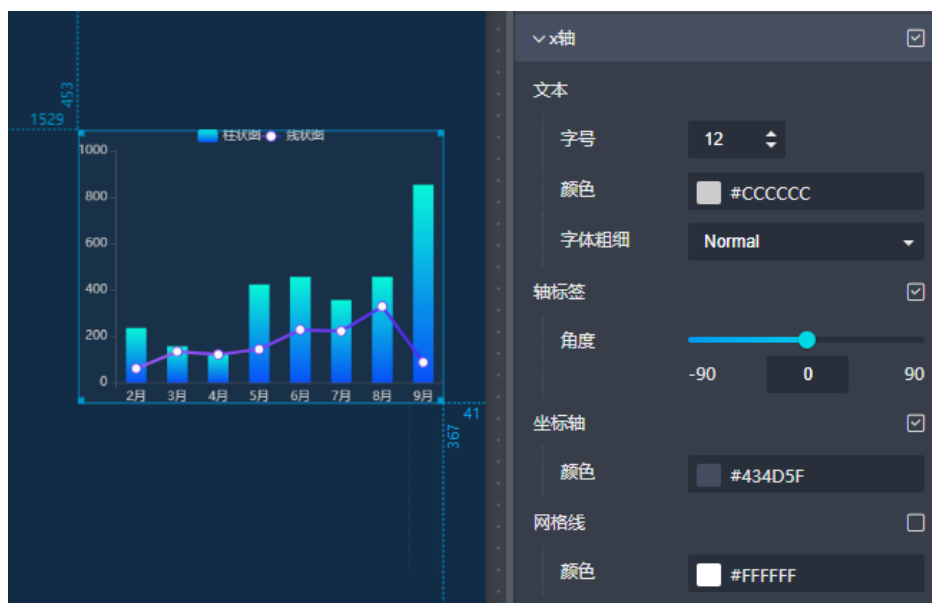 453
1529
柱状图 线状图
1000
800
600
400
200
0
2月 3月 4月 5月 6月 7月 8月 9月
41
367
x轴
文本
字号 12
颜色 #CCCCCC
字体粗细 Normal
轴标签
角度
-90 0 90
坐标轴
颜色 #434D5F
网格线
颜色 #FFFFFF